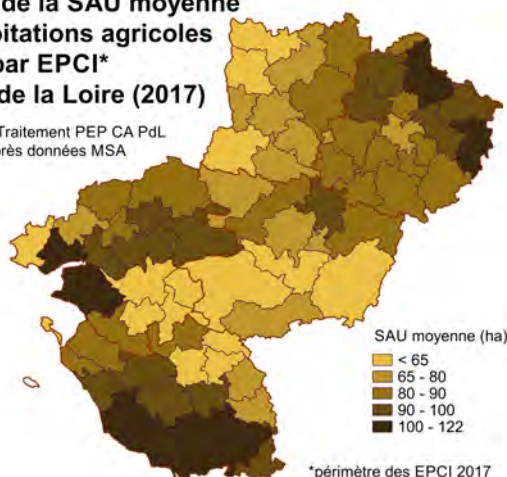 de la SAU moyenne
oitations agricoles
par EPCI*
de la Loire (2017)
Traitement PEP CA PdL
près données MSA
SAU moyenne (ha)
< 65
65 - 80
80 - 90
90 - 100
100 - 122
*périmètre des EPCI 2017